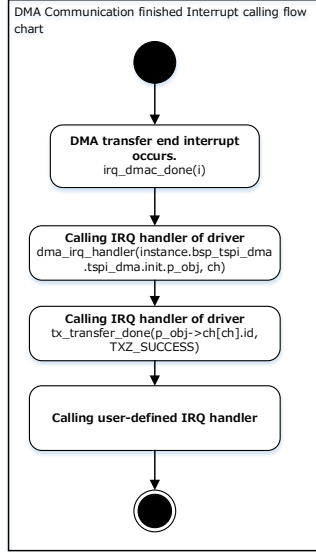 DMA Communication finished Interrupt calling flow
chart
DMA transfer end interrupt
occurs.
irq_dmac_done(i)
Calling IRQ handler of driver
dma_irq_handler(instance.bsp_tspi_dma
.tspi_dma.init.p_obj, ch)
Calling IRQ handler of driver
tx_transfer_done(p_obj->ch[ch].id,
TXZ_SUCCESS)
Calling user-defined IRQ handler